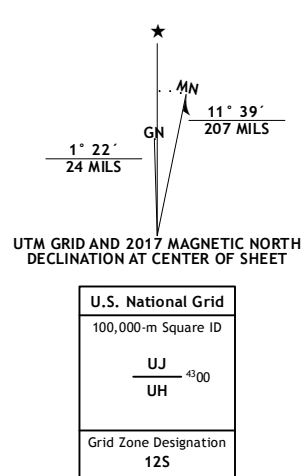 ★
MN
GN
11° 39´
207 MILS
1° 22´
24 MILS
UTM GRID AND 2017 MAGNETIC NORTH
DECLINATION AT CENTER OF SHEET
U.S. National Grid
100,000-m Square ID
UJ
4300
UH
Grid Zone Designation
12S